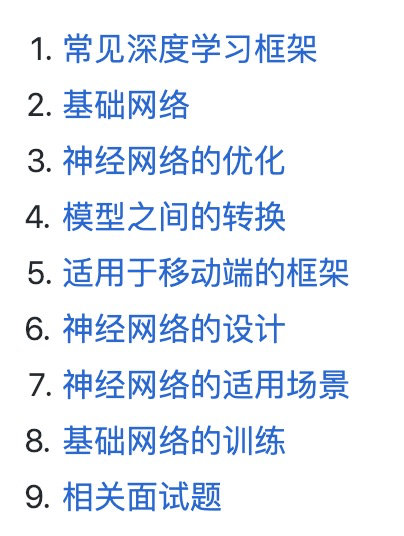 1. 常见深度学习框架
2. 基础网络
3. 神经网络的优化
4. 模型之间的转换
5. 适用于移动端的框架
6. 神经网络的设计
7. 神经网络的适用场景
8. 基础网络的训练
9. 相关面试题